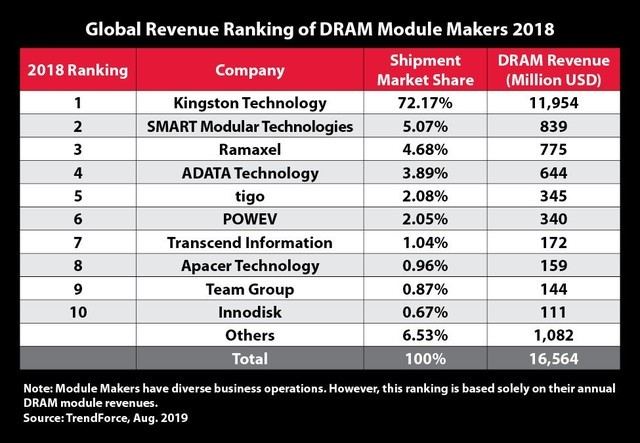 Global Revenue Ranking of DRAM Module Makers 2018
2018 Ranking Company Shipment Market Share DRAM Revenue (Million USD)
1 Kingston Technology 72.17% 11,954
2 SMART Modular Technologies 5.07% 839
3 Ramaxel 4.68% 775
4 ADATA Technology 3.89% 644
5 tigo 2.08% 345
6 POWEV 2.05% 340
7 Transcend Information 1.04% 172
8 Apacer Technology 0.96% 159
9 Team Group 0.87% 144
10 Innodisk 0.67% 111
Others 6.53% 1,082
Total 100% 16,564
Note: Module Makers have diverse business operations. However, this ranking is based solely on their annual
DRAM module revenues.
Source: TrendForce, Aug. 2019